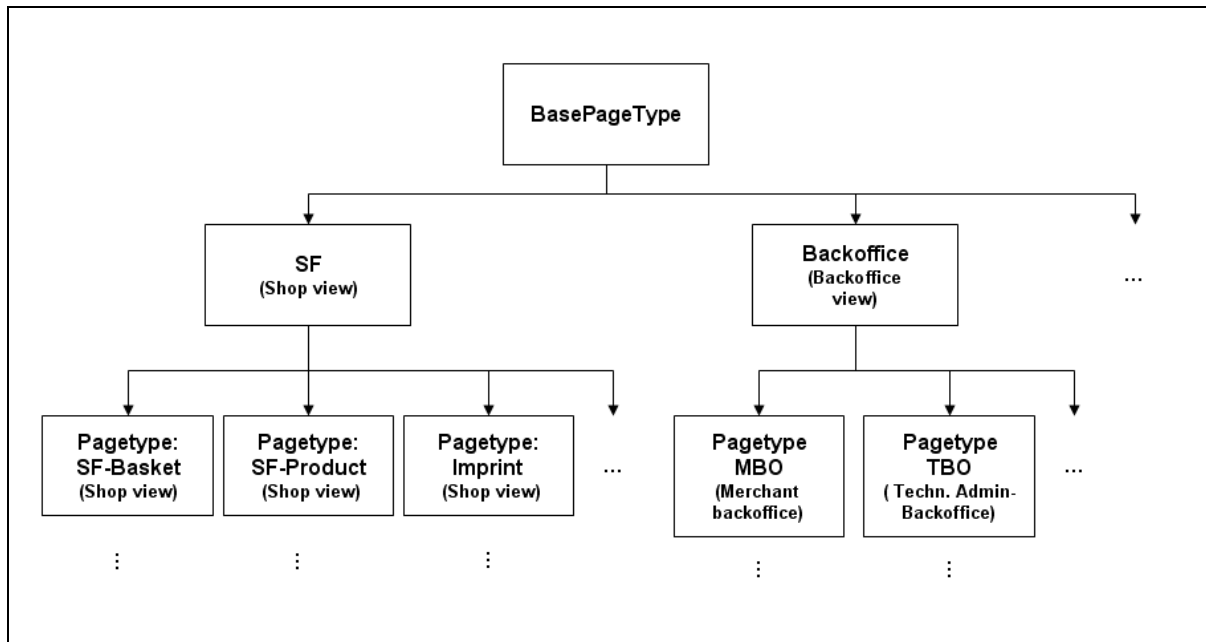 BasePageType
SF
(Shop view)
Backoffice
(Backoffice
view)
...
Pagetype:
SF-Basket
(Shop view)
Pagetype:
SF-Product
(Shop view)
Pagetype:
Imprint
(Shop view)
...
Pagetype
MBO
(Merchant
backoffice)
Pagetype
TBO
( Techn. Admin-
Backoffice)
...
...
...
...
...
...